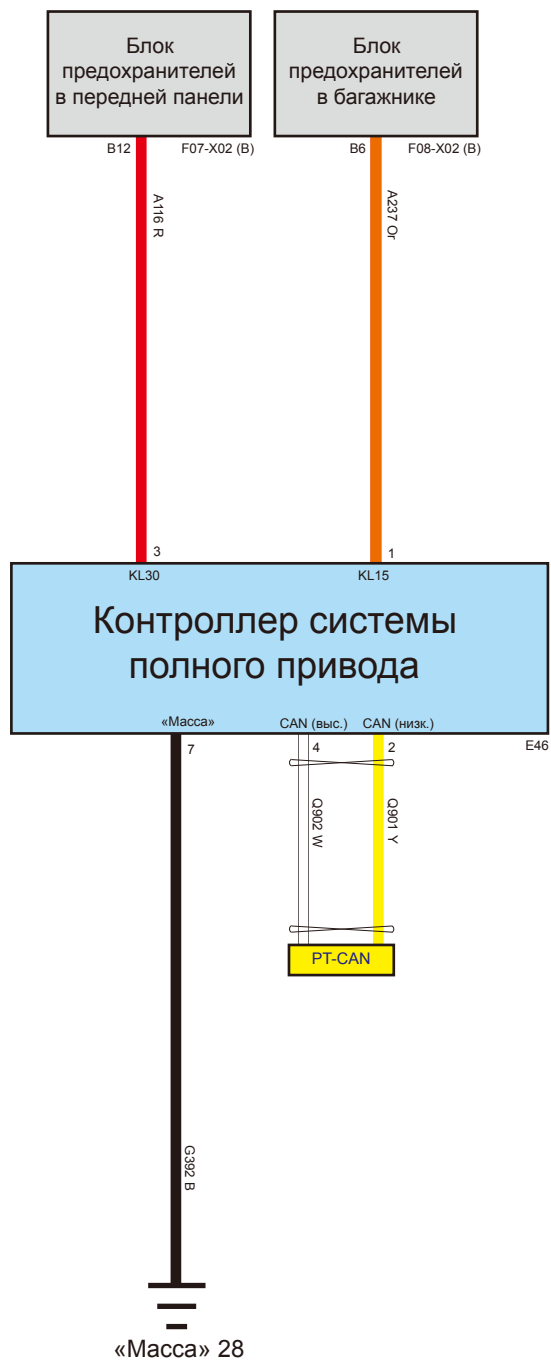 Блок
предохранителей
в передней панели
Блок
предохранителей
в багажнике
B12 F07-X02 (B)
B6 F08-X02 (B)
A116 R
A237 Or
3
1
KL30
KL15
Контроллер системы
полного привода
«Масса»
CAN (выс.)
CAN (низк.)
7
4
2
E46
Q902 W
Q901 Y
PT-CAN
G392 B
«Масса» 28